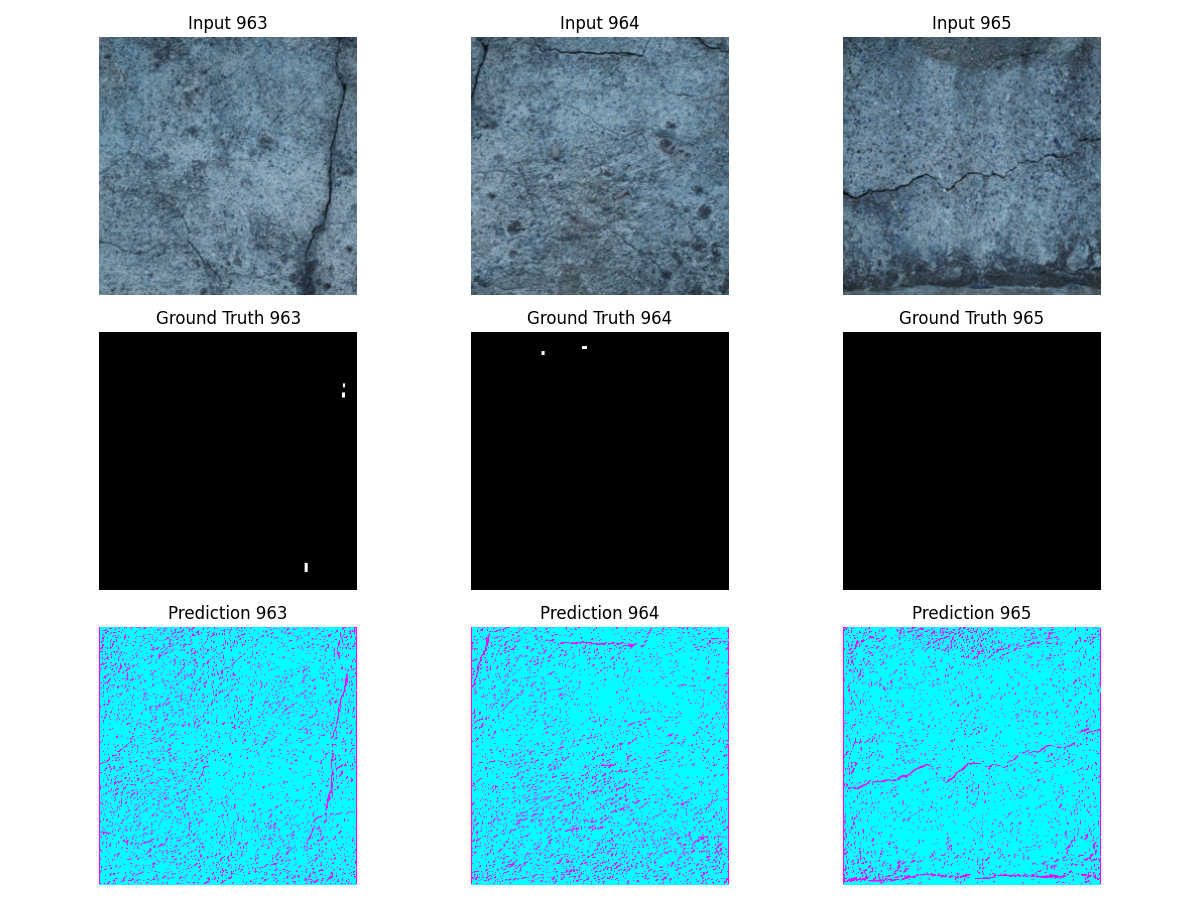 Input 963
Input 964
Input 965
Ground Truth 963
Ground Truth 964
Ground Truth 965
Prediction 963
Prediction 964
Prediction 965